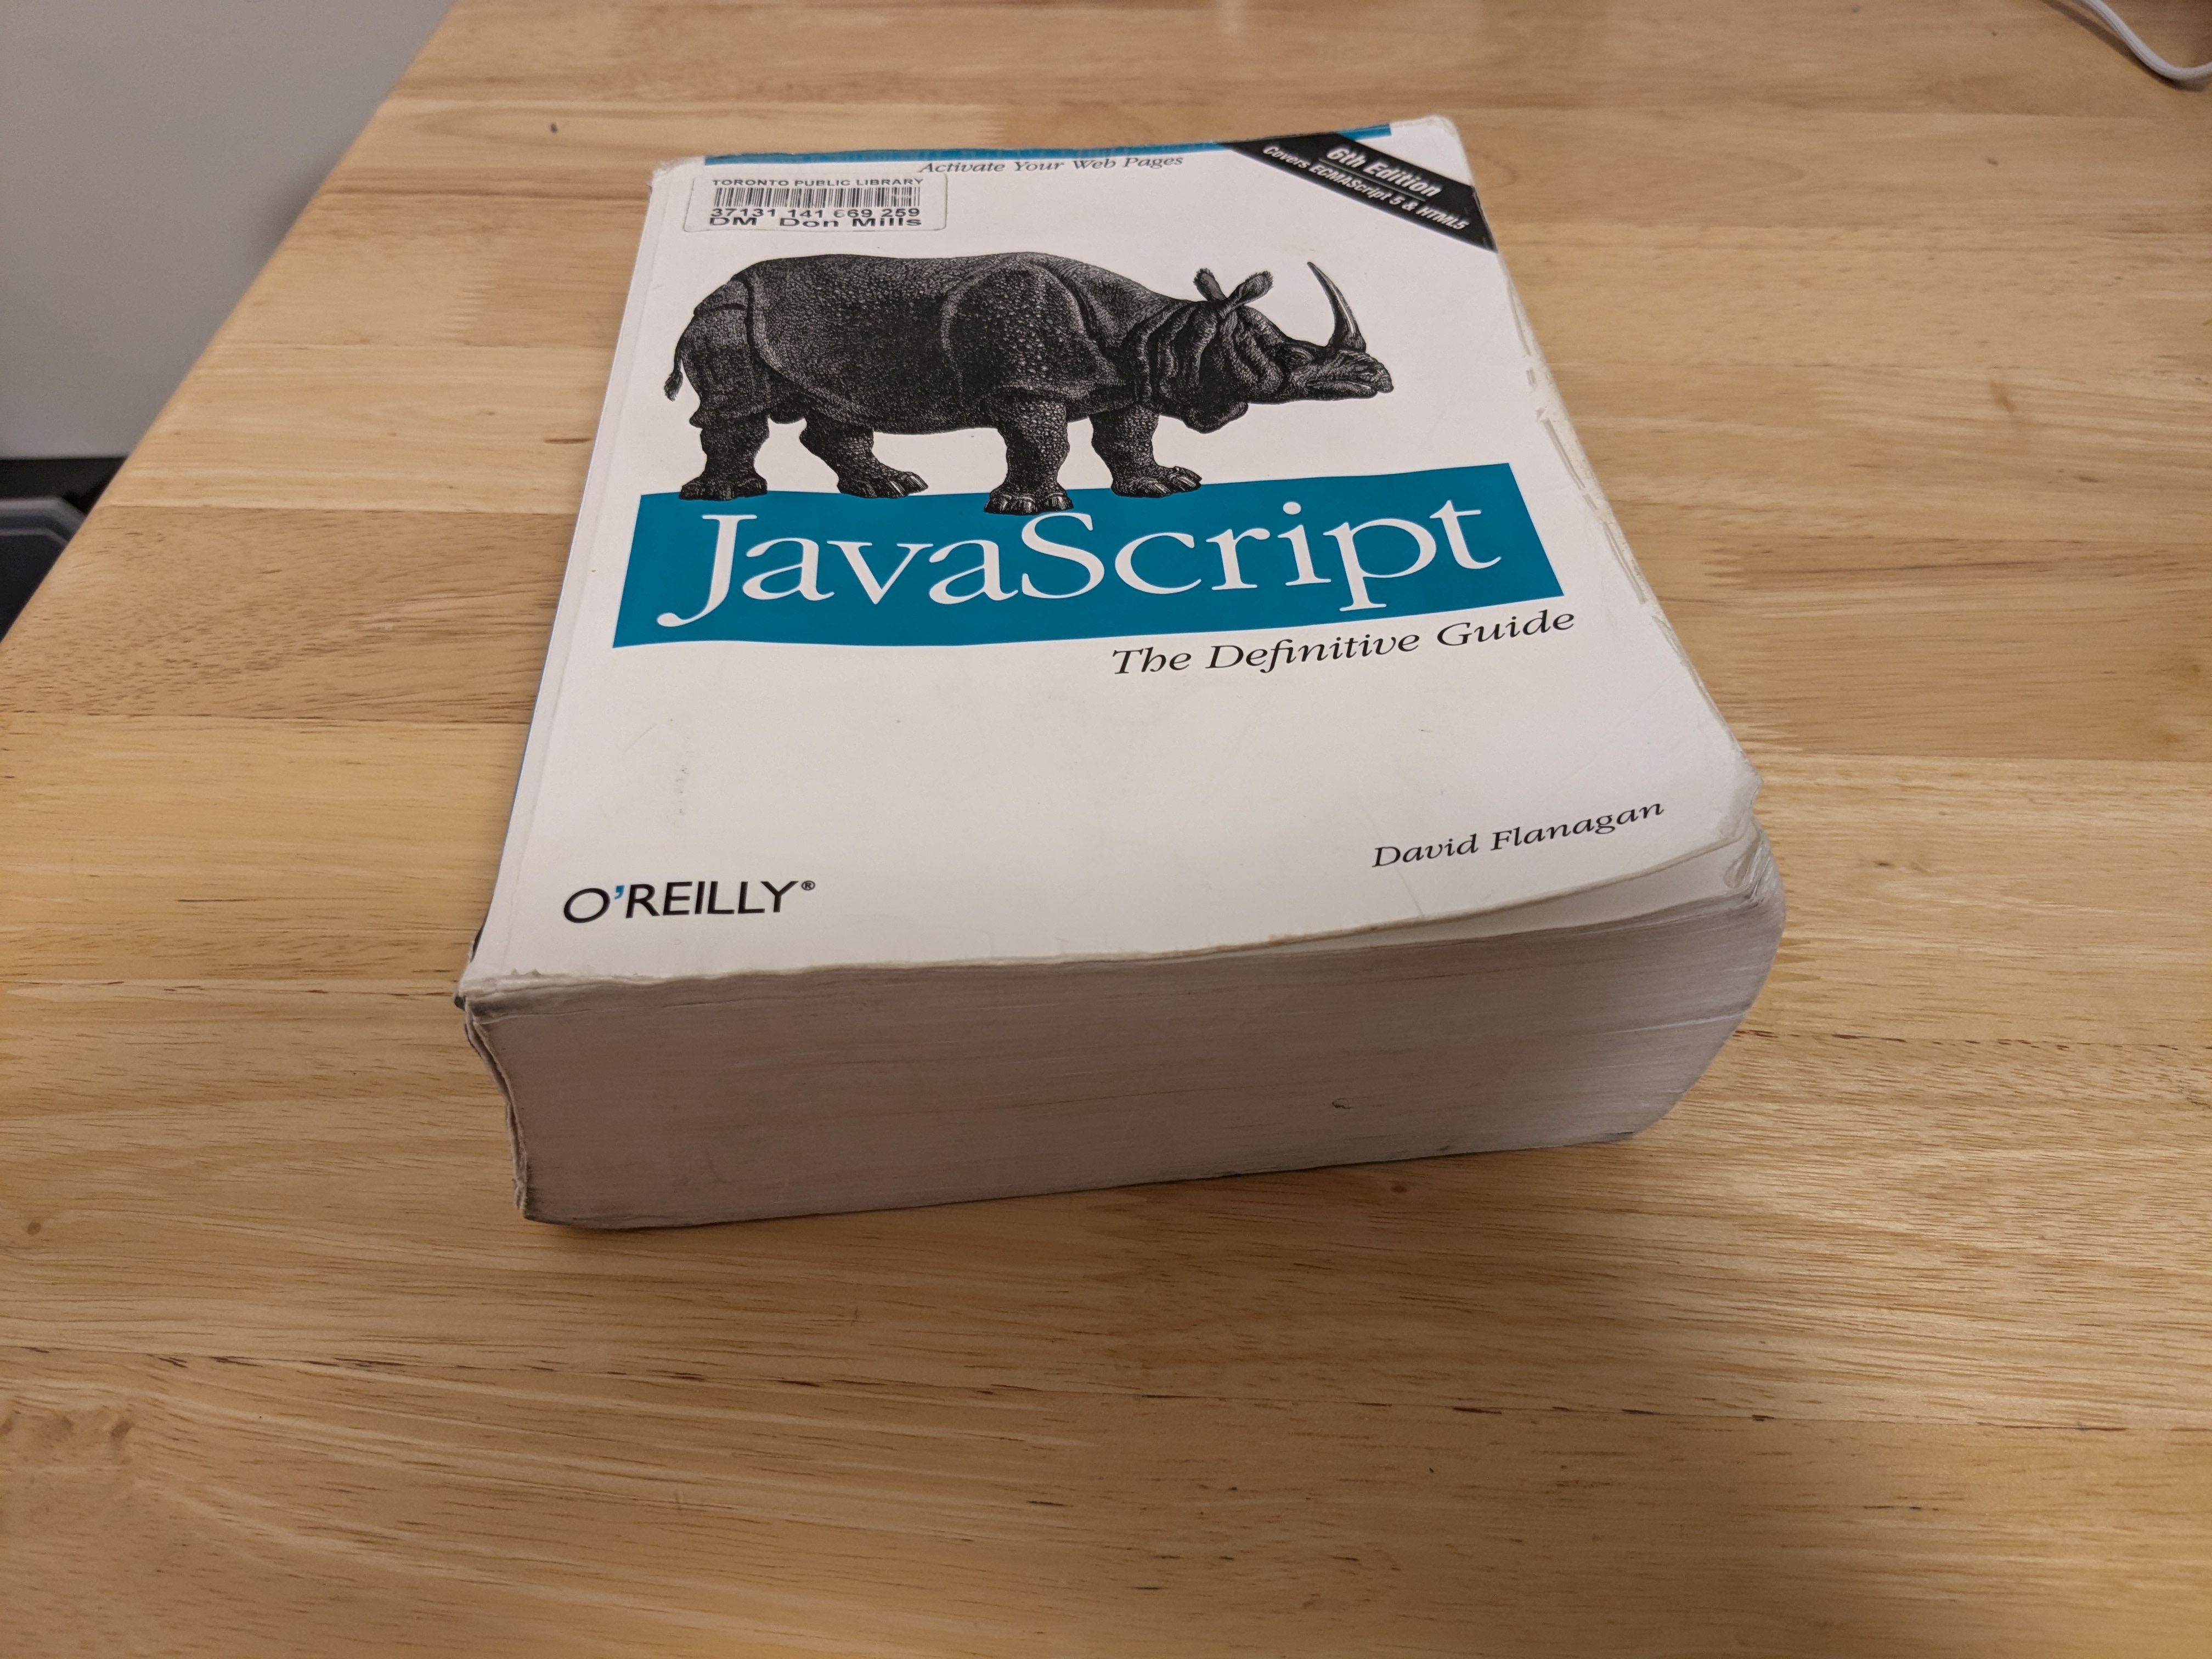 Activate Your Web Pages
6th Edition
Covers ECMAScript 5 & HTML5
TORONTO PUBLIC LIBRARY
37131 141 669 259
DM Don Mills
JavaScript
The Definitive Guide
David Flanagan
O'REILLY®